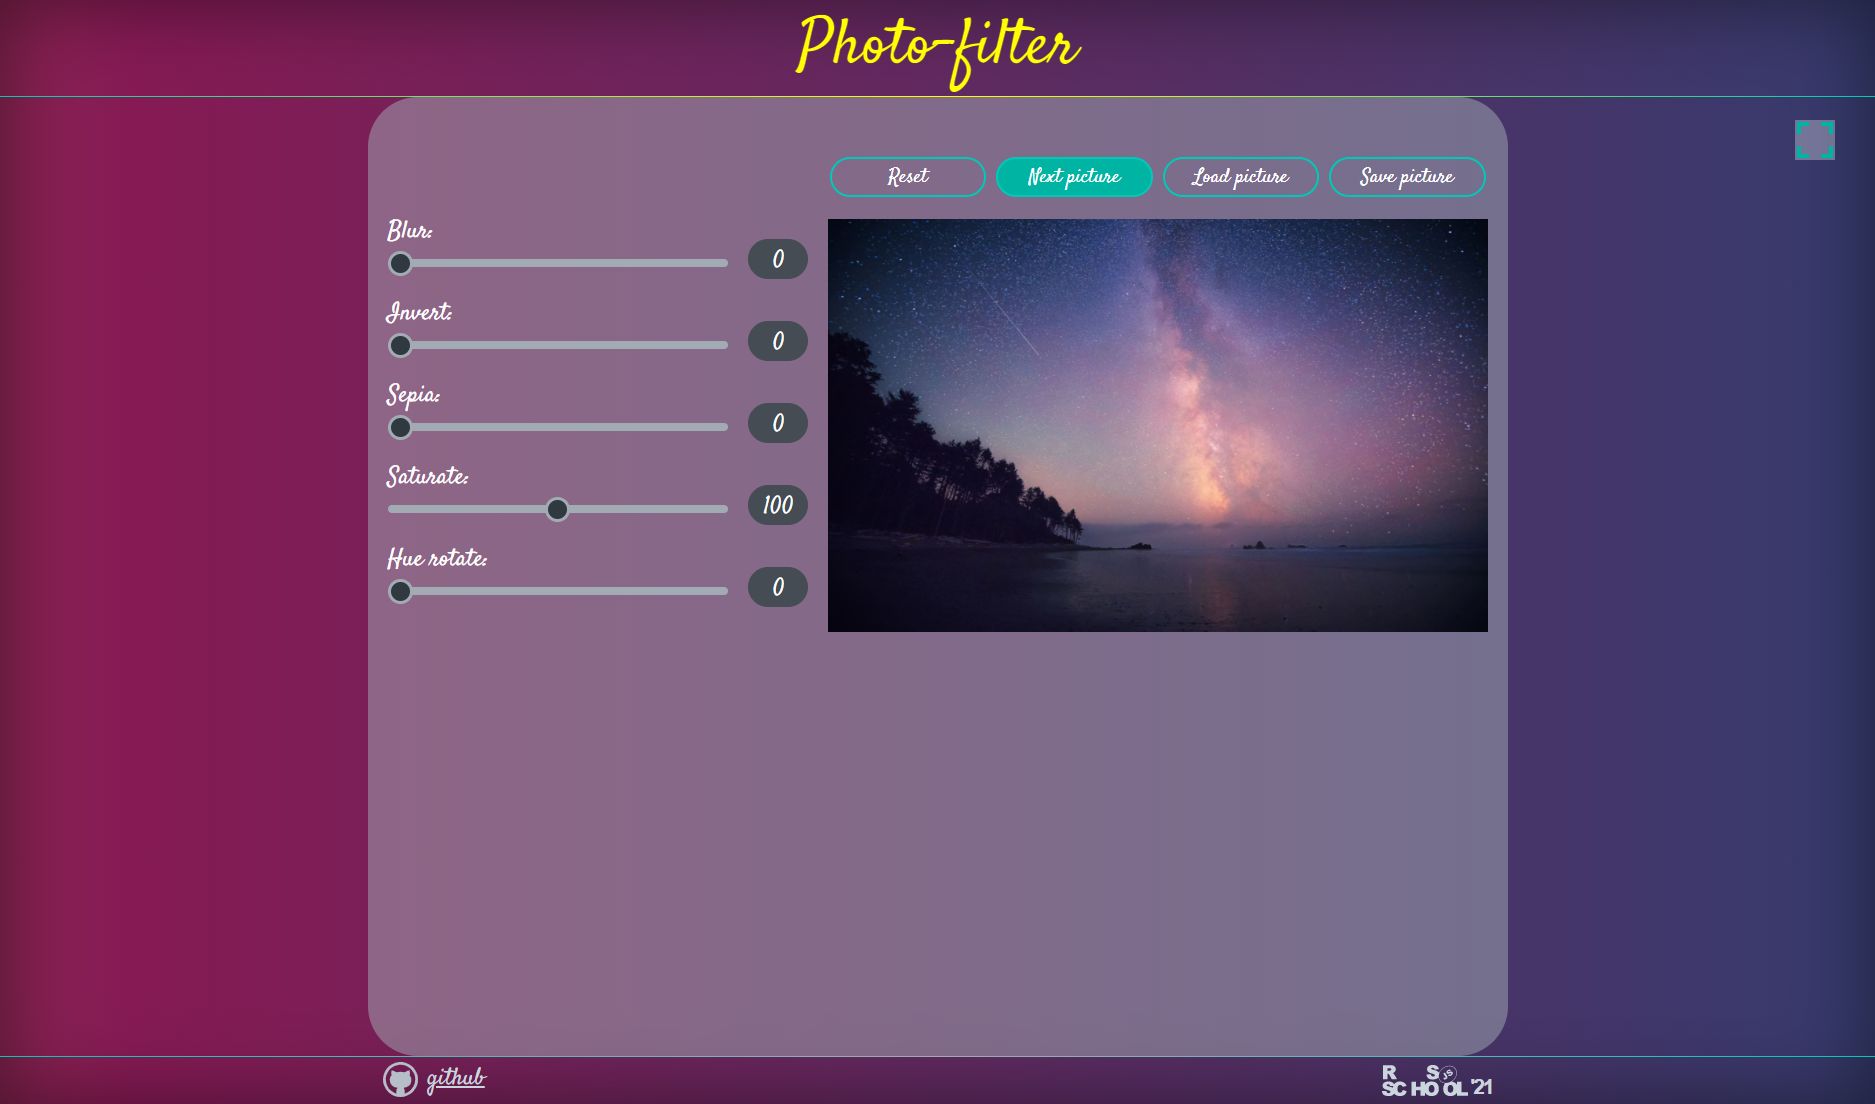 Photo-filter
Reset
Next picture
Load picture
Save picture
Blur:
0
Invert:
0
Sepia:
0
Saturate:
100
Hue rotate:
0
github
R S JS
SCHOOL '21